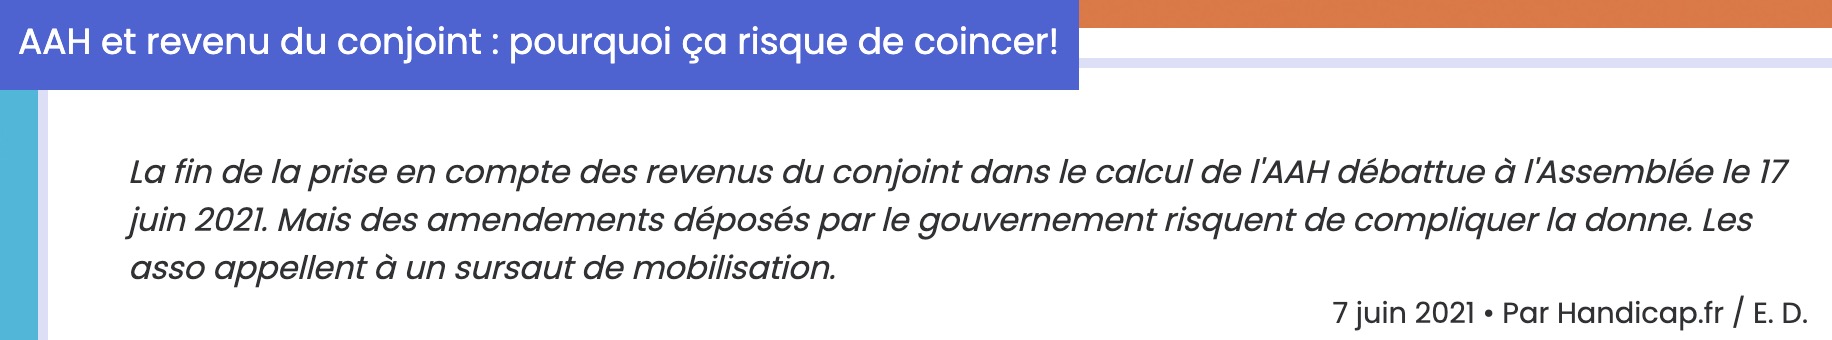 AAH et revenu du conjoint : pourquoi ça risque de coincer!
La fin de la prise en compte des revenus du conjoint dans le calcul de l'AAH débattue à l'Assemblée le 17
juin 2021. Mais des amendements déposés par le gouvernement risquent de compliquer la donne. Les
asso appellent à un sursaut de mobilisation.
7 juin 2021 • Par Handicap.fr / E. D.